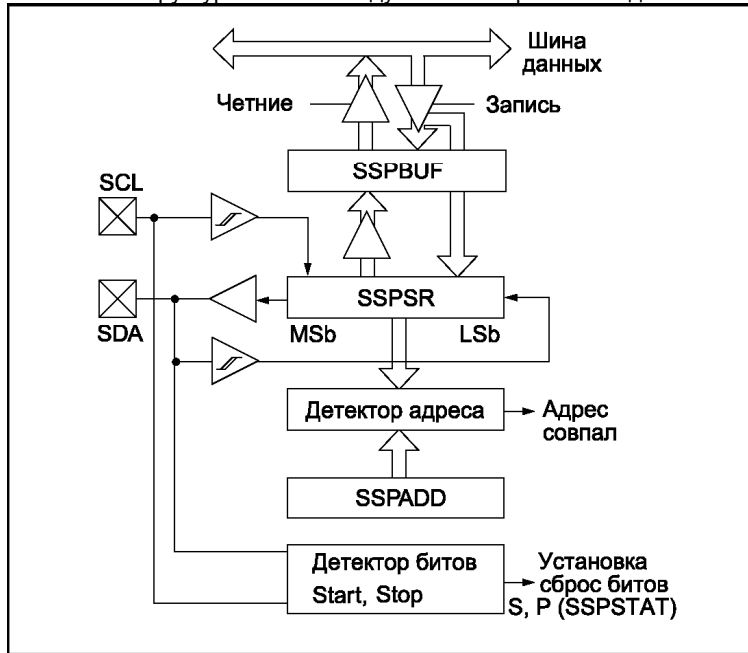 Шина
данных
Четние
Запись
SSPBUF
SCL
SSPSR
SDA
MSb
LSb
Детектор адреса
Адрес
совпал
SSPADD
Детектор битов
Start, Stop
Установка
сброс битов
S, P (SSPSTAT)